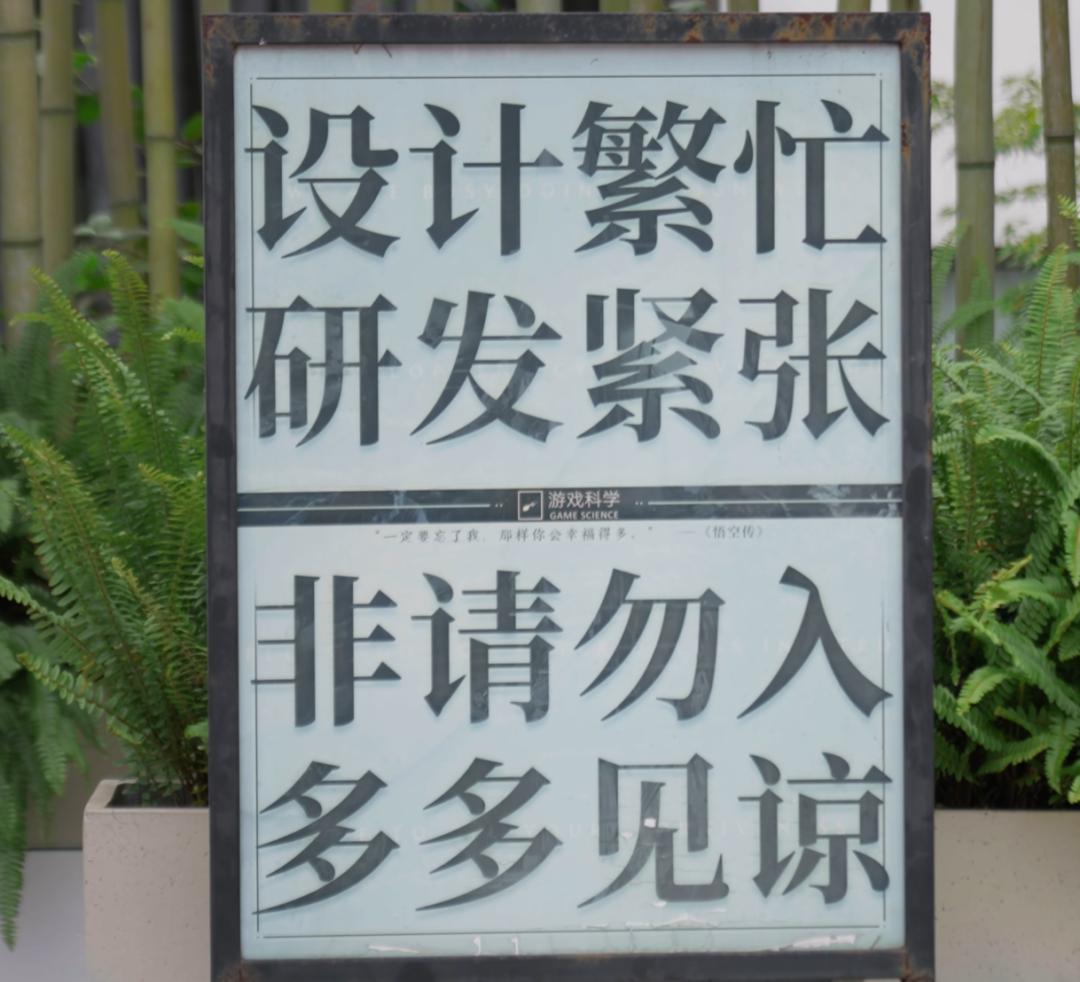 设计繁忙
研发紧张
游戏科学
GAME SCIENCE
“一定要忘了我，那样你会幸福得多。” —《悟空传》
非请勿入
多多见谅